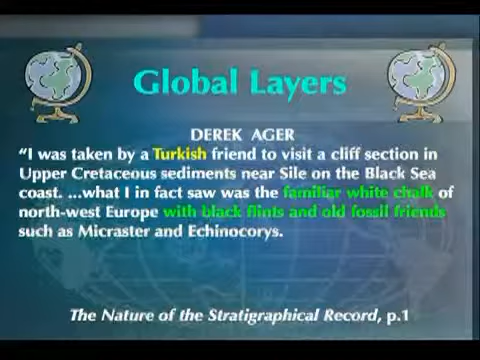 Global Layers
DEREK AGER
“I was taken by a Turkish friend to visit a cliff section in
Upper Cretaceous sediments near Sile on the Black Sea
coast. ...what I in fact saw was the familiar white chalk of
north-west Europe with black flints and old fossil friends
such as Micraster and Echinocorys.
The Nature of the Stratigraphical Record, p.1